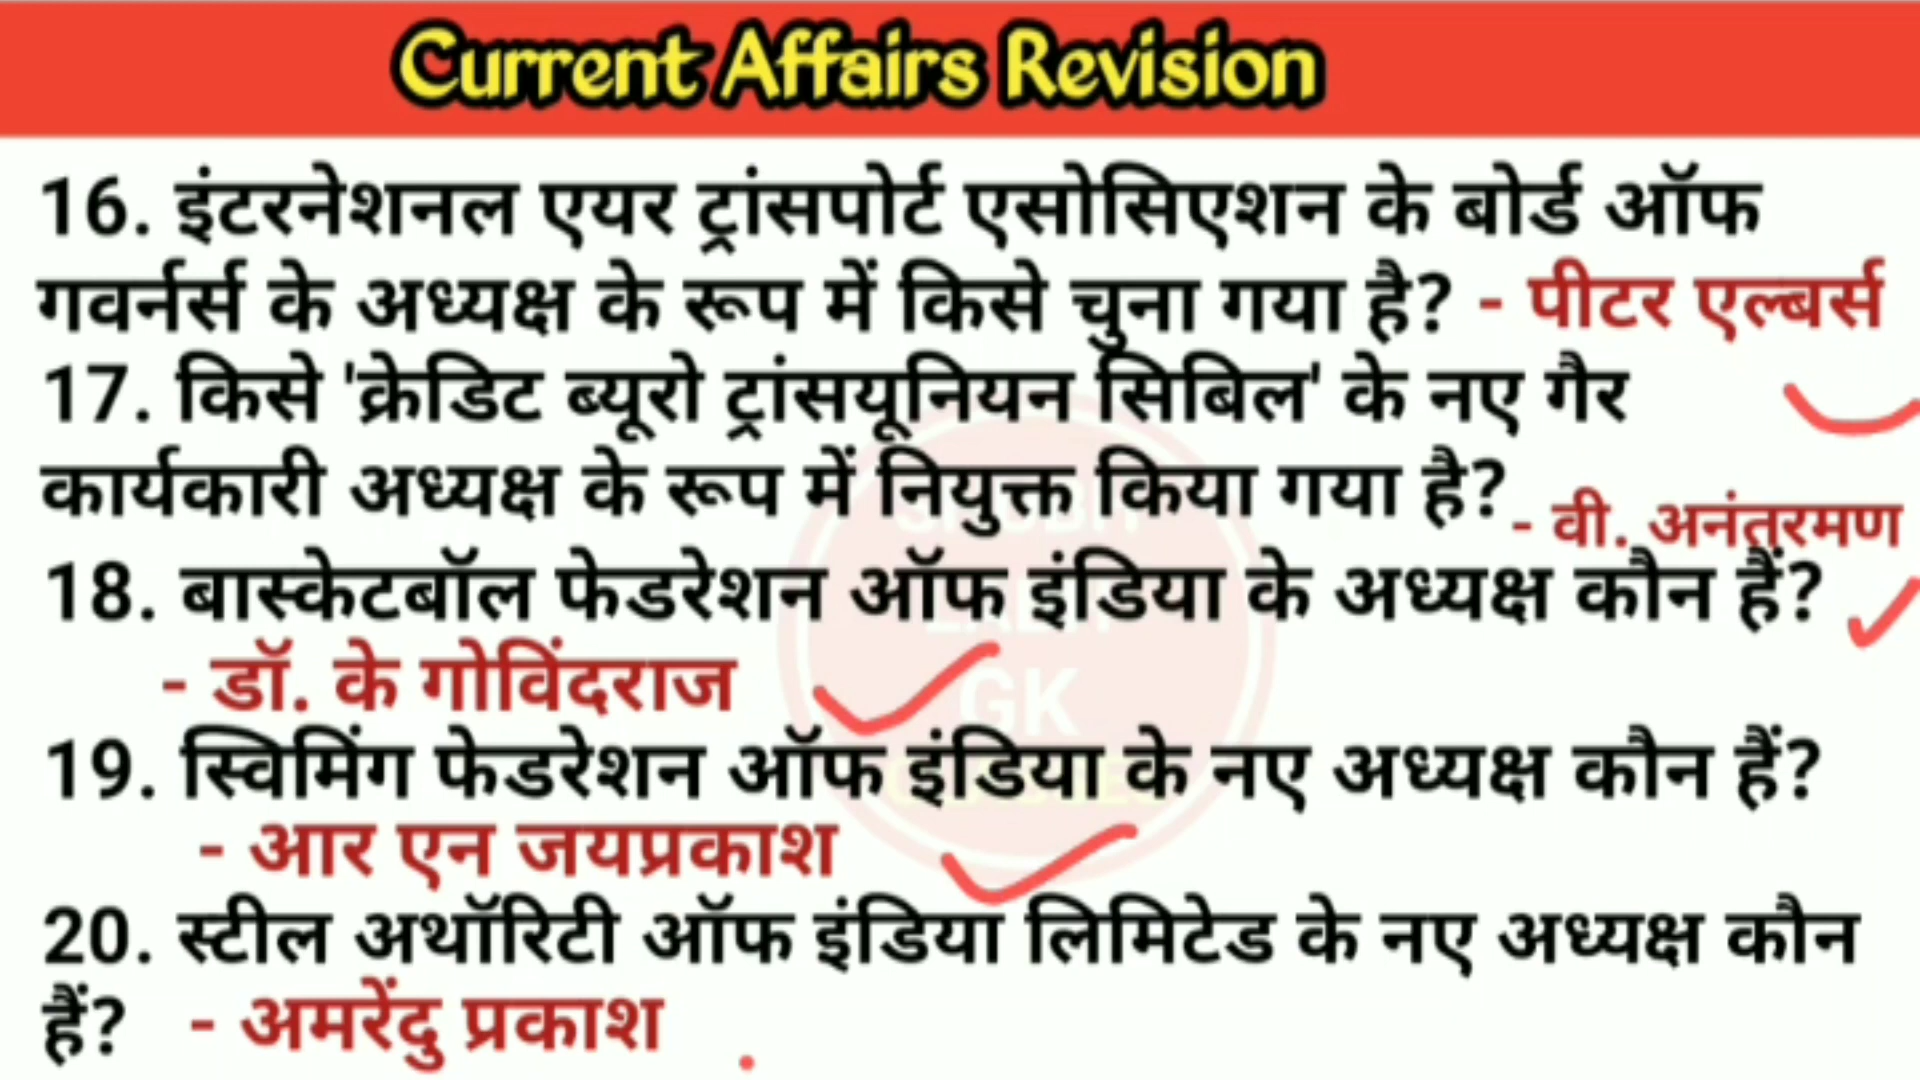 Current Affairs Revision
16. इंटरनेशनल एयर ट्रांसपोर्ट एसोसिएशन के बोर्ड ऑफ
गवर्नर्स के अध्यक्ष के रूप में किसे चुना गया है? - पीटर एल्बर्स
17. किसे 'क्रेडिट ब्यूरो ट्रांसयूनियन सिबिल' के नए गैर
कार्यकारी अध्यक्ष के रूप में नियुक्त किया गया है?
- वी. अनंतरमण
18. बास्केटबॉल फेडरेशन ऑफ इंडिया के अध्यक्ष कौन हैं?
- डॉ. के गोविंदराज
GK
19. स्विमिंग फेडरेशन ऑफ इंडिया के नए अध्यक्ष कौन हैं?
- आर एन जयप्रकाश
20. स्टील अथॉरिटी ऑफ इंडिया लिमिटेड के नए अध्यक्ष कौन
हैं? - अमरेंदु प्रकाश